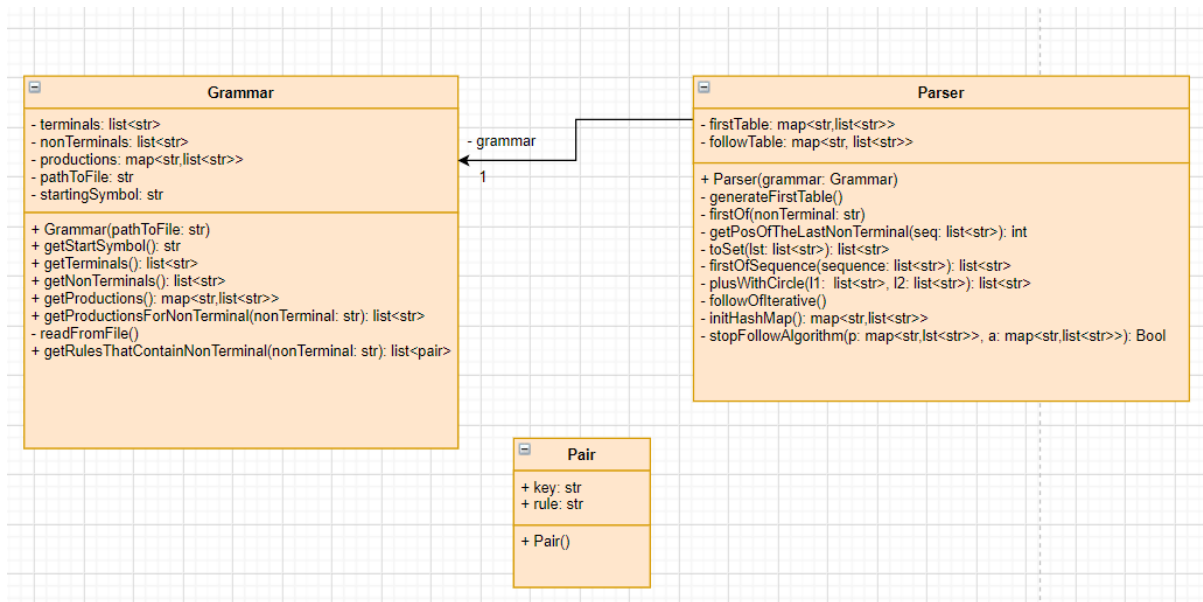 Grammar
- terminals: list<str>
- nonTerminals: list<str>
- productions: map<str,list<str>>
- pathToFile: str
- startingSymbol: str
+ Grammar(pathToFile: str)
+ getStartSymbol(): str
+ getTerminals(): list<str>
+ getNonTerminals(): list<str>
+ getProductions(): map<str,list<str>>
+ getProductionsForNonTerminal(nonTerminal: str): list<str>
- readFromFile()
+ getRulesThatContainNonTerminal(nonTerminal: str): list<pair>
- grammar
1
Parser
- firstTable: map<str,list<str>>
- followTable: map<str, list<str>>
+ Parser(grammar: Grammar)
- generateFirstTable()
- firstOf(nonTerminal: str)
- getPosOfTheLastNonTerminal(seq: list<str>): int
- toSet(lst: list<str>): list<str>
- firstOfSequence(sequence: list<str>): list<str>
- plusWithCircle(l1:  list<str>, l2: list<str>): list<str>
- followOfIterative()
- initHashMap(): map<str,list<str>>
- stopFollowAlgorithm(p: map<str,lst<str>>, a: map<str,list<str>>): Bool
Pair
+ key: str
+ rule: str
+ Pair()